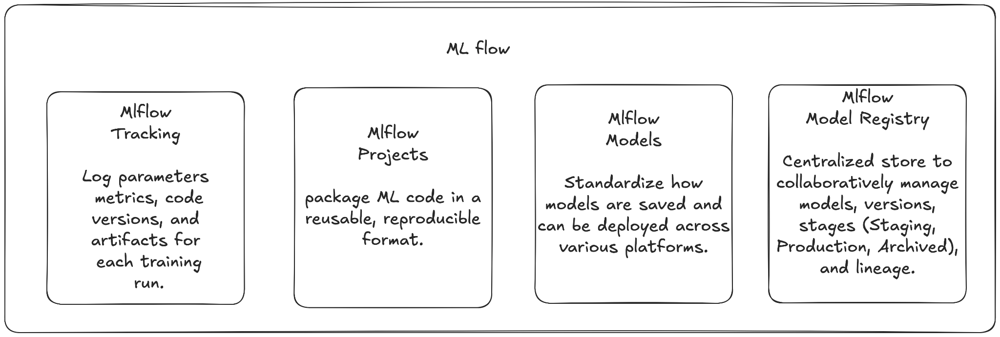 ML flow
Mlflow
Tracking
Log parameters
metrics, code
versions, and
artifacts for
each training
run.
Mlflow
Projects
package ML code in a
reusable, reproducible
format.
Mlflow
Models
Standardize how
models are saved and
can be deployed across
various platforms.
Mlflow
Model Registry
Centralized store to
collaboratively manage
models, versions,
stages (Staging,
Production, Archived),
and lineage.